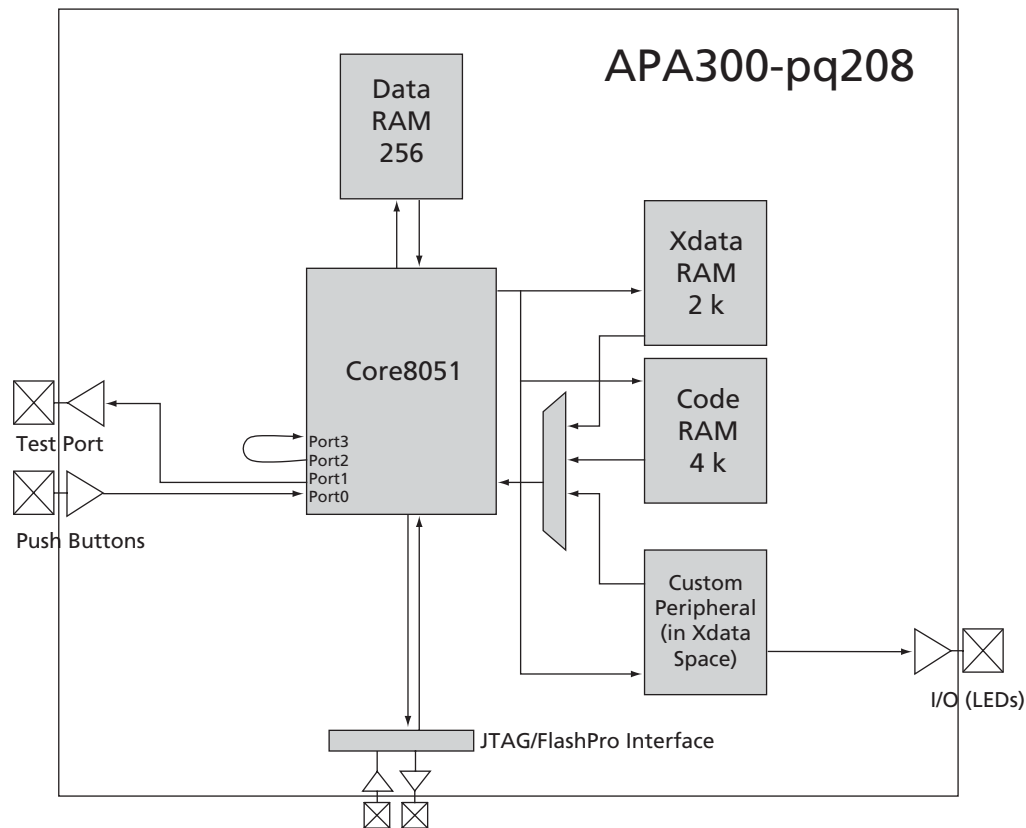 APA300-pq208
Data
RAM
256
Xdata
RAM
2 k
Core8051
Code
RAM
4 k
Test Port
Port3
Port2
Port1
Port0
Push Buttons
Custom
Peripheral
(in Xdata
Space)
I/O (LEDs)
JTAG/FlashPro Interface